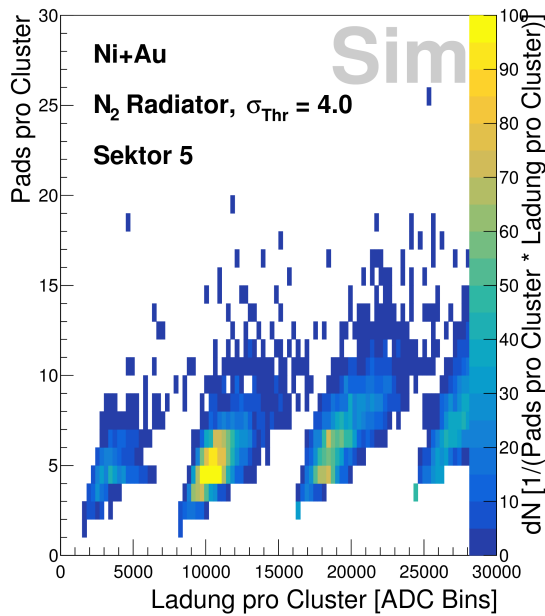 Sim
Ni+Au
N2 Radiator, σThr = 4.0
Sektor 5
Pads pro Cluster
30
25
20
15
10
5
0
0 5000 10000 15000 20000 25000 30000
Ladung pro Cluster [ADC Bins]
100
90
80
70
60
50
40
30
20
10
0
dN [1/(Pads pro Cluster * Ladung pro Cluster)]